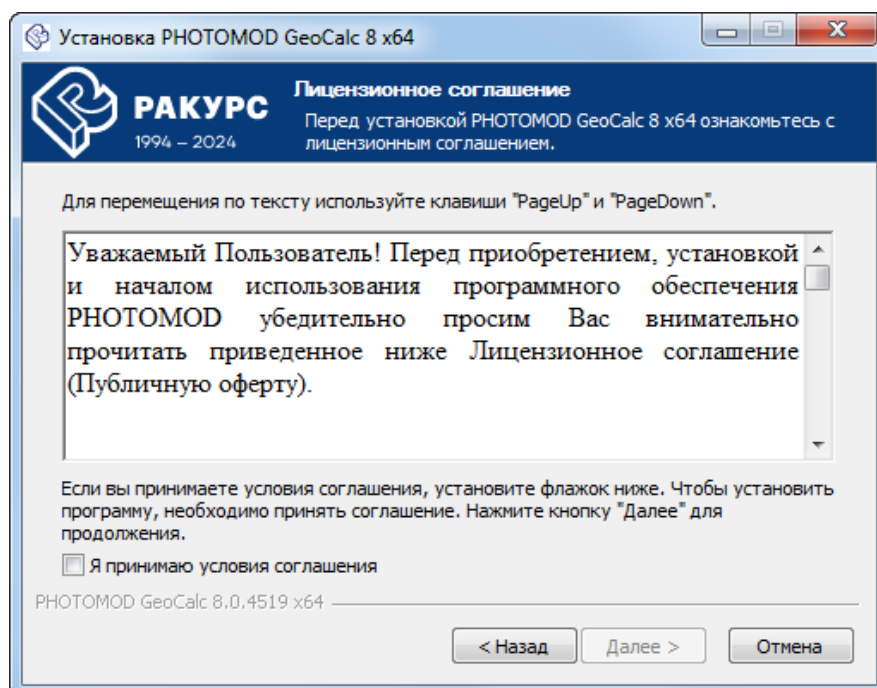 Установка PHOTOMOD GeoCalc 8 x64
РАКУРС
1994 – 2024
Лицензионное соглашение
Перед установкой PHOTOMOD GeoCalc 8 x64 ознакомьтесь с
лицензионным соглашением.
Для перемещения по тексту используйте клавиши "PageUp" и "PageDown".
Уважаемый Пользователь! Перед приобретением, установкой
и началом использования программного обеспечения
PHOTOMOD убедительно просим Вас внимательно
прочитать приведенное ниже Лицензионное соглашение
(Публичную оферту).
Если вы принимаете условия соглашения, установите флажок ниже. Чтобы установить
программу, необходимо принять соглашение. Нажмите кнопку "Далее" для
продолжения.
Я принимаю условия соглашения
PHOTOMOD GeoCalc 8.0.4519 x64
< Назад Далее > Отмена